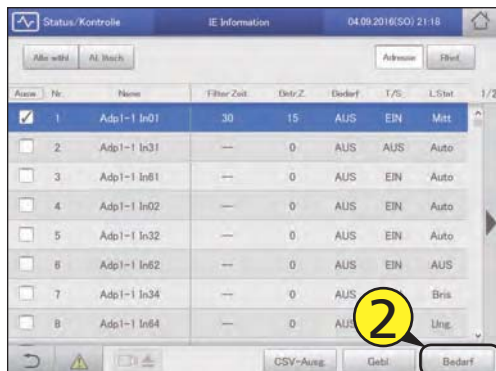 Status/Kontrolle IE Information 04.09.2016(SO) 21:18
Alle wähl Al. lösch. Adresse Rhnf.
Ausw. Nr. Name Filter Zeit Betr.Z. Bedarf T/S L.Stat. 1/2
1 Adp1-1 In01 30 15 AUS EIN Mitt
2 Adp1-1 In31 --- 0 AUS AUS Auto
3 Adp1-1 In61 --- 0 AUS EIN Auto
4 Adp1-1 In02 --- 0 AUS EIN Auto
5 Adp1-1 In32 --- 0 AUS EIN Auto
6 Adp1-1 In62 --- 0 AUS EIN AUS
7 Adp1-1 In34 --- 0 AUS Bris
8 Adp1-1 In64 --- 0 AUS Ung.
2
CSV-Ausg. Gebl. Bedarf